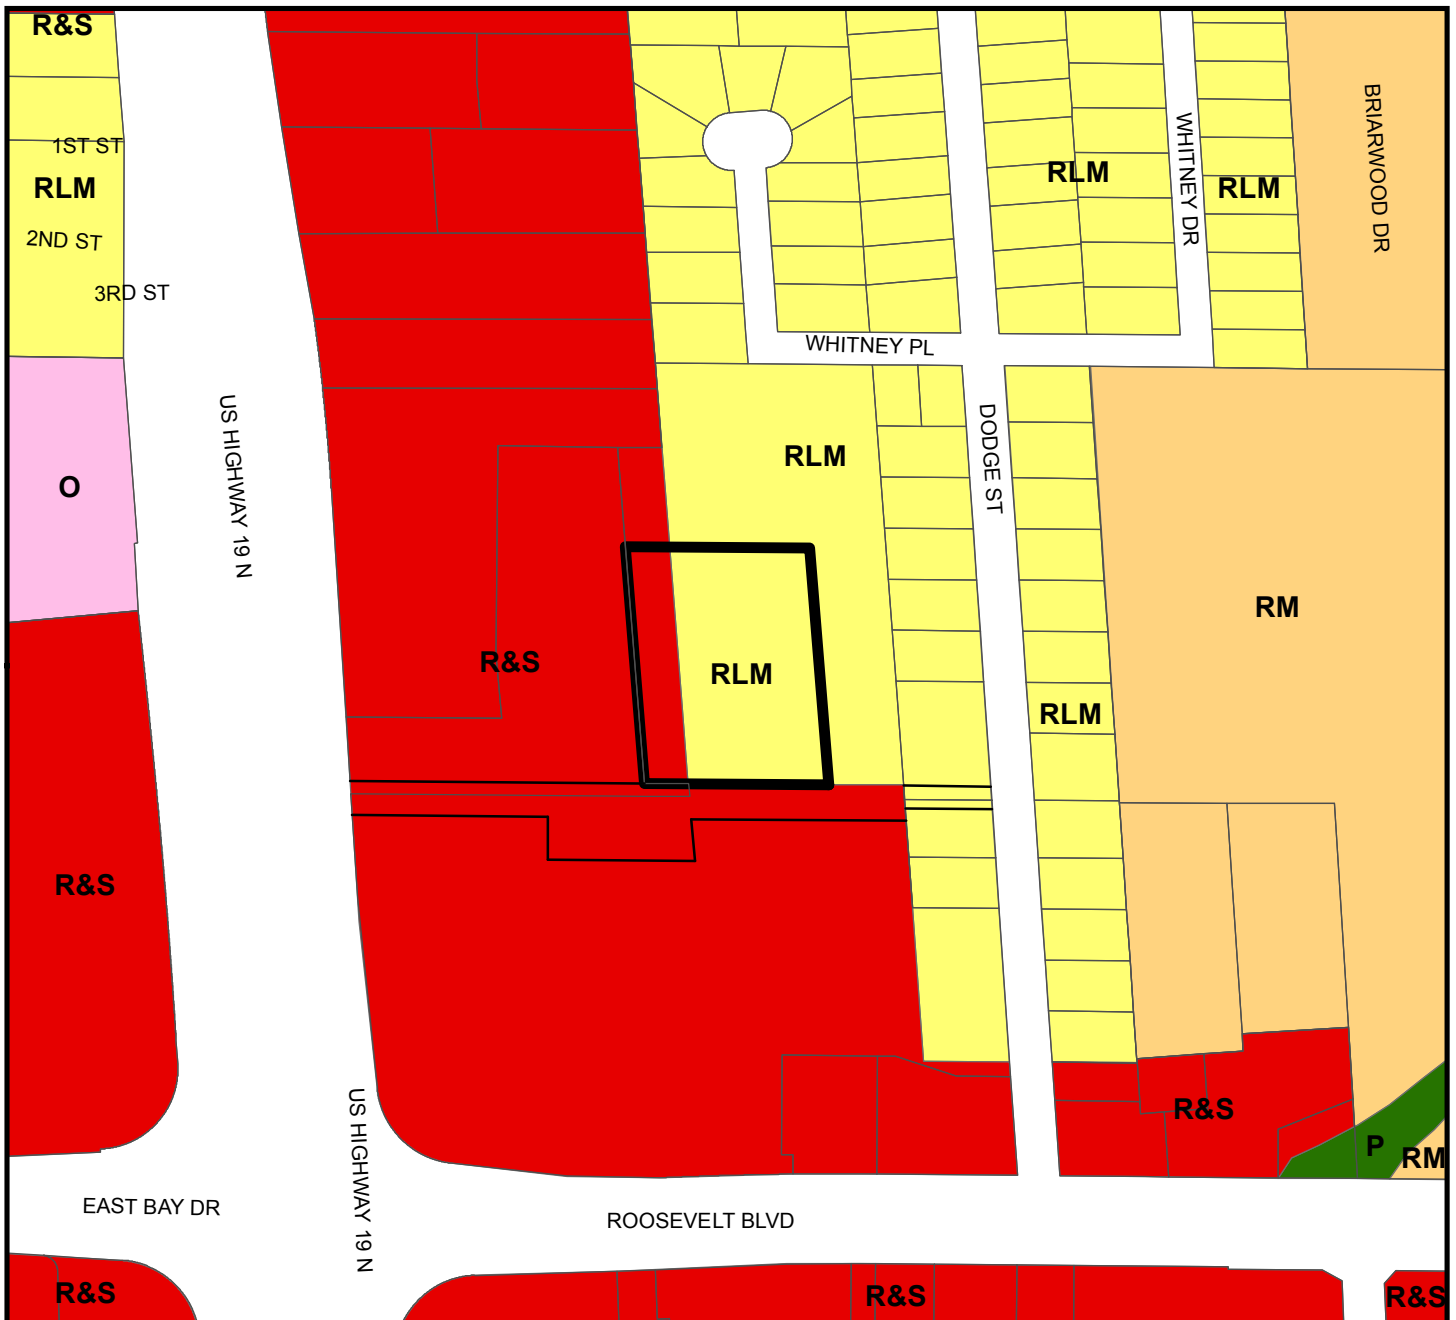 R&S
BRIARWOOD DR
WHITNEY DR
1ST ST
RLM
RLM
RLM
2ND ST
3RD ST
WHITNEY PL
US HIGHWAY 19 N
DODGE ST
RLM
O
RM
R&S
RLM
RLM
R&S
R&S
P
RM
US HIGHWAY 19 N
EAST BAY DR
ROOSEVELT BLVD
R&S
R&S
R&S